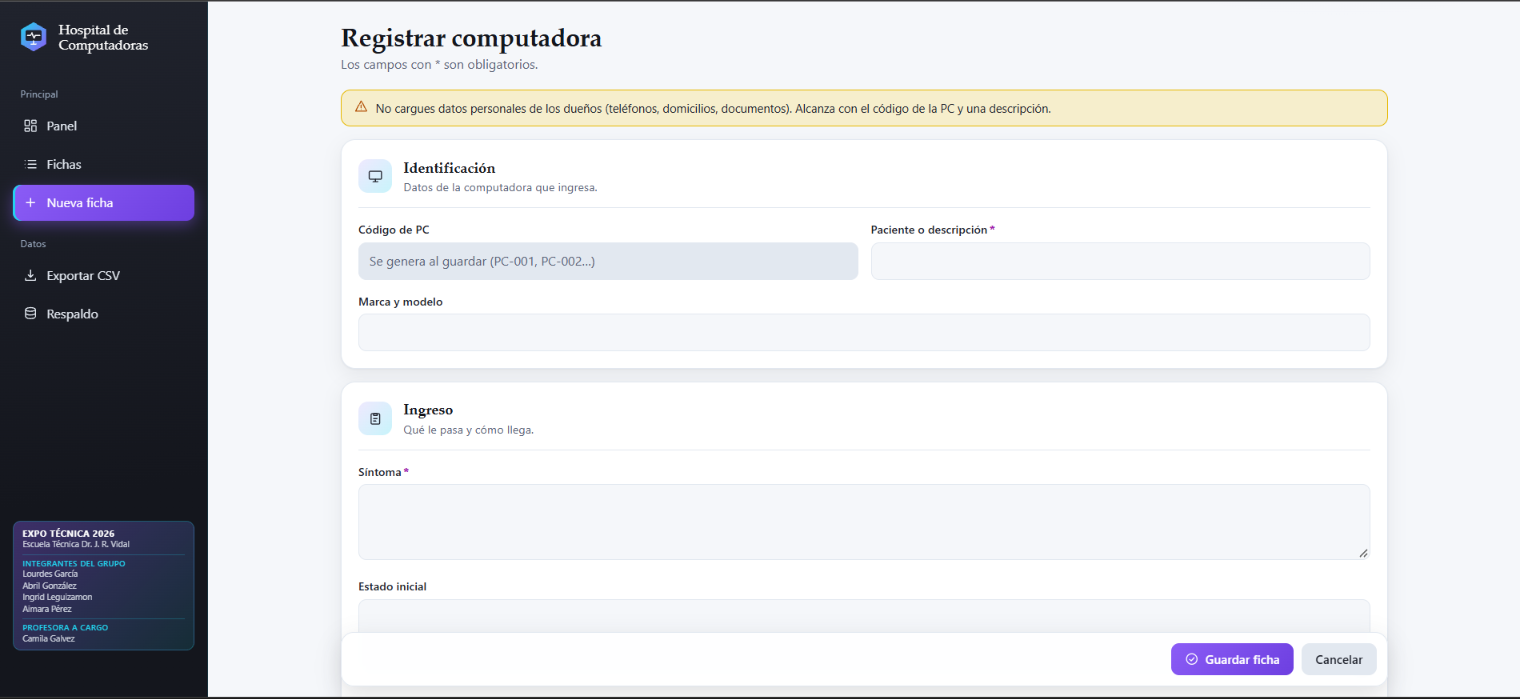 Hospital de
Computadoras
Principal
Panel
Fichas
Nueva ficha
Datos
Exportar CSV
Respaldo
EXPO TÉCNICA 2026
Escuela Técnica Dr. J. R. Vidal
INTEGRANTES DEL GRUPO
Lourdes García
Abril González
Ingrid Leguizamon
Aimara Pérez
PROFESORA A CARGO
Camila Galvez
Registrar computadora
Los campos con * son obligatorios.
No cargues datos personales de los dueños (teléfonos, domicilios, documentos). Alcanza con el código de la PC y una descripción.
Identificación
Datos de la computadora que ingresa.
Código de PC
Se genera al guardar (PC-001, PC-002...)
Paciente o descripción *
Marca y modelo
Ingreso
Qué le pasa y cómo llega.
Síntoma *
Estado inicial
Guardar ficha
Cancelar